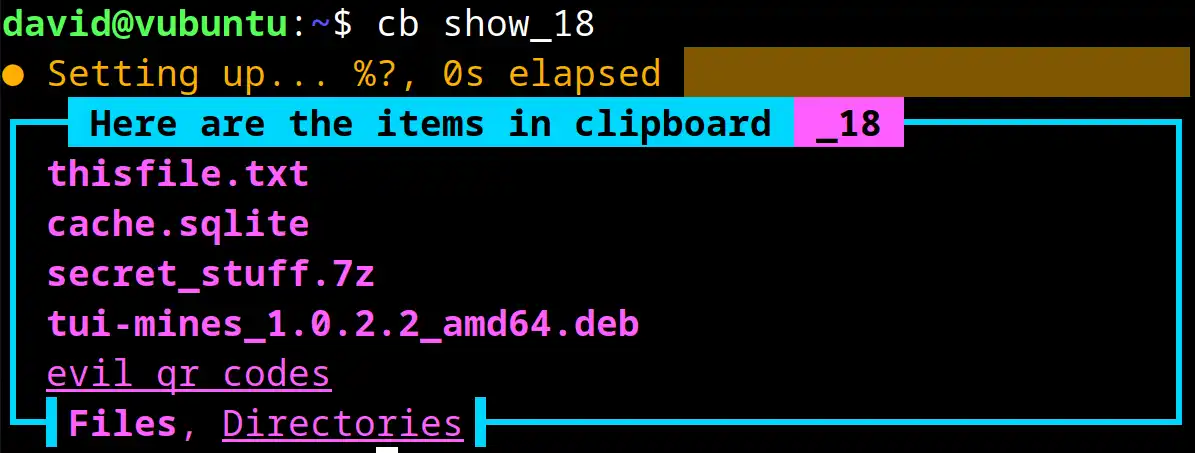 david@vubuntu:~$ cb show_18
● Setting up... %?, 0s elapsed
Here are the items in clipboard _18
thisfile.txt
cache.sqlite
secret_stuff.7z
tui-mines_1.0.2.2_amd64.deb
evil qr codes
Files, Directories